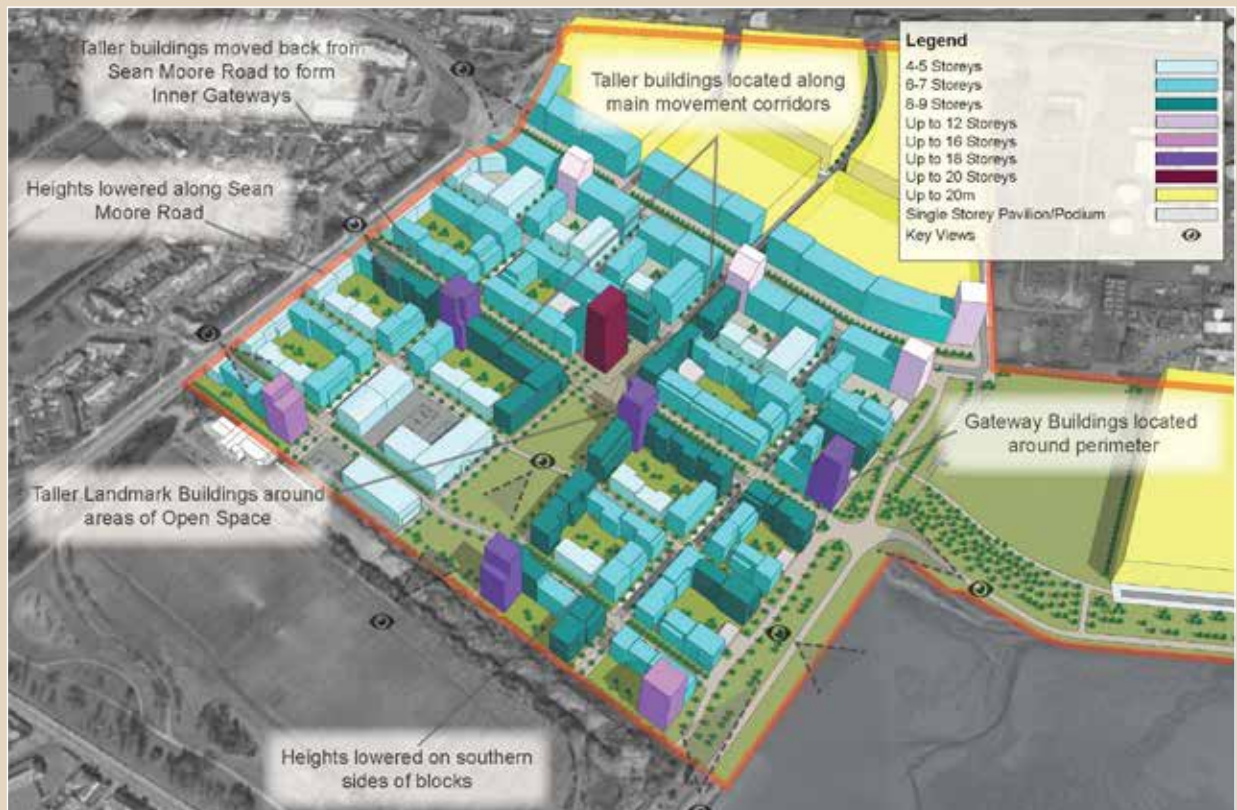 Taller buildings moved back from
Sean Moore Road to form
Inner Gateways
Taller buildings located along
main movement corridors
Legend
4-5 Storeys
6-7 Storeys
8-9 Storeys
Up to 12 Storeys
Up to 16 Storeys
Up to 18 Storeys
Up to 20 Storeys
Up to 20m
Single Storey Pavilion/Podium
Key Views
Heights lowered along Sean
Moore Road
Gateway Buildings located
around perimeter
Taller Landmark Buildings around
areas of Open Space
Heights lowered on southern
sides of blocks